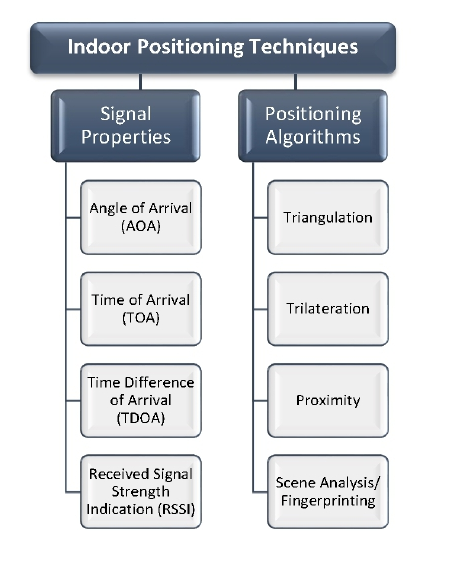 Indoor Positioning Techniques
Signal
Properties
Angle of Arrival
(AOA)
Time of Arrival
(TOA)
Time Difference
of Arrival
(TDOA)
Received Signal
Strength
Indication (RSSI)
Positioning
Algorithms
Triangulation
Trilateration
Proximity
Scene Analysis/
Fingerprinting